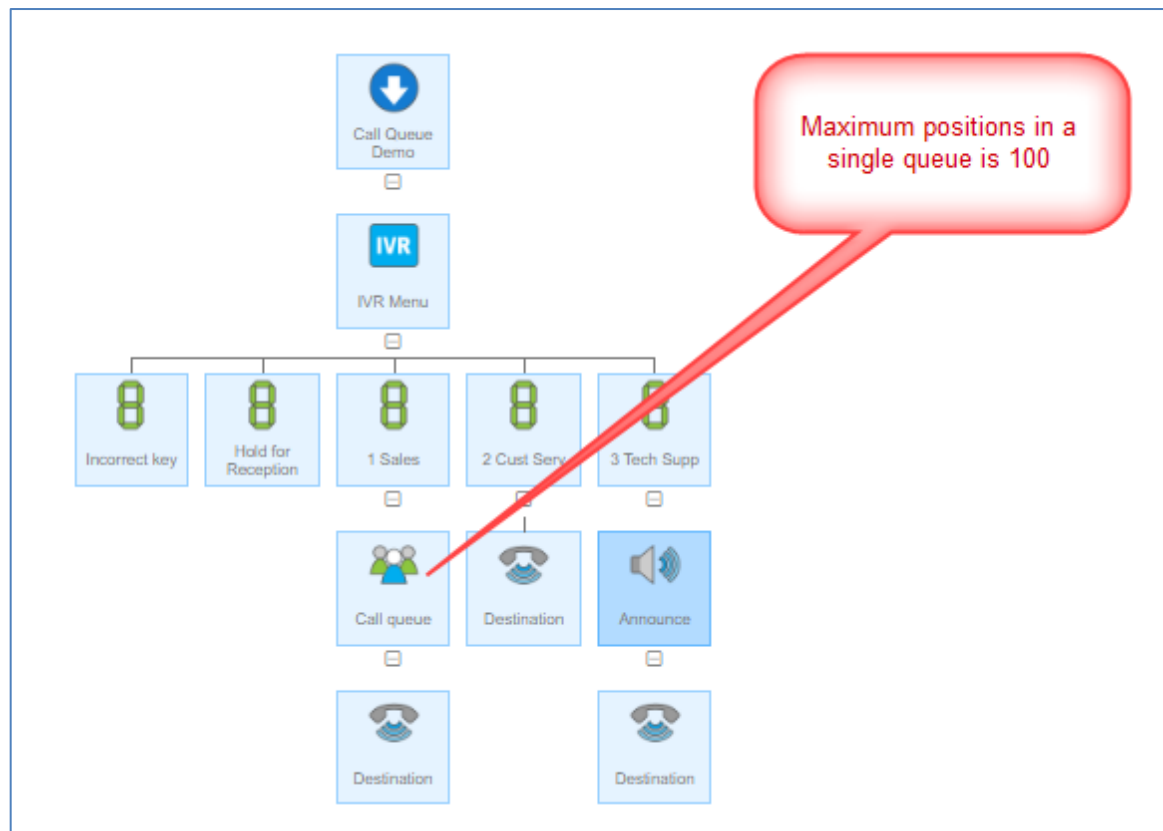 Call Queue
Demo
Maximum positions in a
single queue is 100
IVR
IVR Menu
Incorrect key
Hold for
Reception
1 Sales
2 Cust Serv
3 Tech Supp
Call queue
Destination
Announce
Destination
Destination